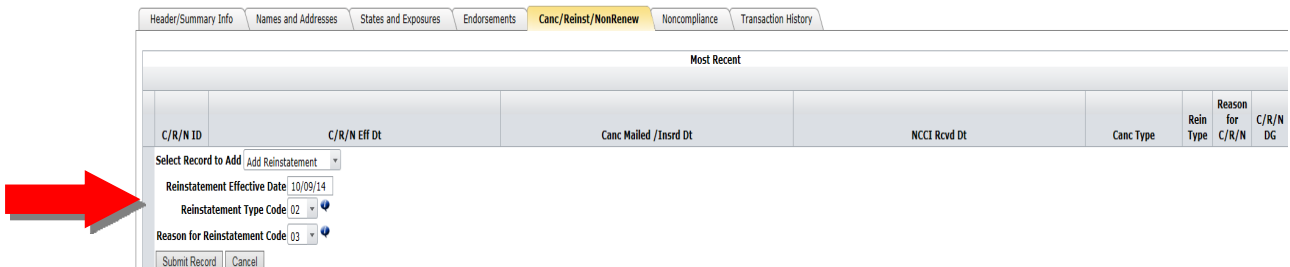 Header/Summary Info Names and Addresses States and Exposures Endorsements Canc/Reinst/NonRenew Noncompliance Transaction History
Most Recent
C/R/N ID C/R/N Eff Dt Canc Mailed /Insrd Dt NCCI Rcvd Dt Canc Type Rein Type Reason for C/R/N C/R/N DG
Select Record to Add Add Reinstatement
Reinstatement Effective Date 10/09/14
Reinstatement Type Code 02
Reason for Reinstatement Code 03
Submit Record Cancel